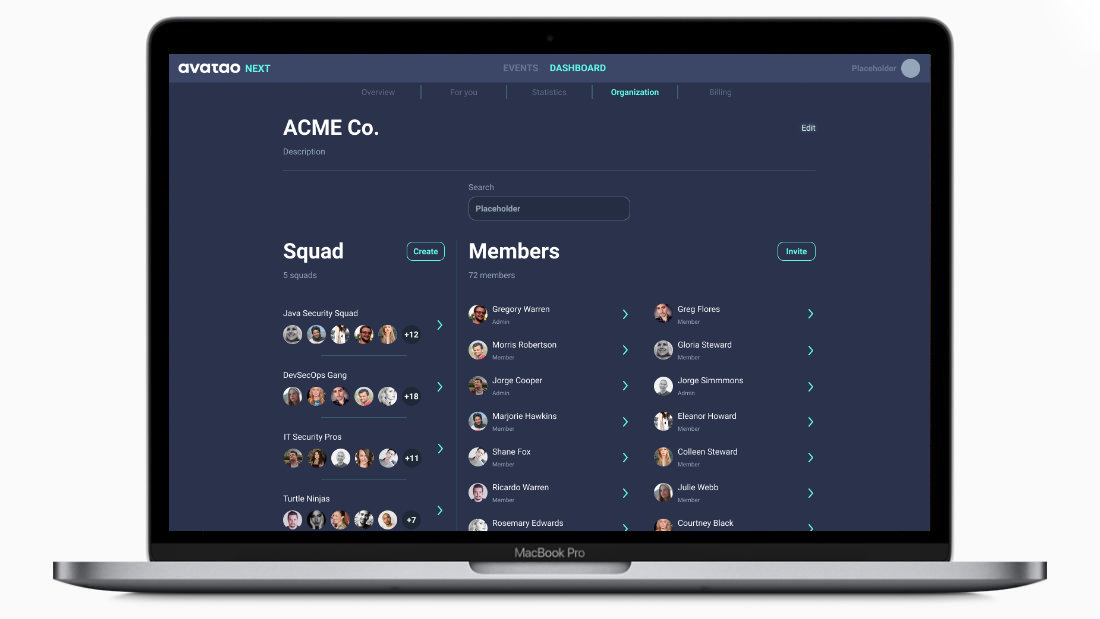 avatao NEXT
EVENTS DASHBOARD
Placeholder
Overview For you Statistics Organization Billing
ACME Co.
Edit
Description
Search
Placeholder
Squad
Create
5 squads
Java Security Squad
+12
DevSecOps Gang
+18
IT Security Pros
+11
Turtle Ninjas
+7
Members
Invite
72 members
Gregory Warren
Admin
Morris Robertson
Member
Jorge Cooper
Admin
Marjorie Hawkins
Member
Shane Fox
Member
Ricardo Warren
Member
Rosemary Edwards
Greg Flores
Member
Gloria Steward
Member
Jorge Simmmons
Admin
Eleanor Howard
Member
Colleen Steward
Member
Julie Webb
Member
Courtney Black
MacBook Pro